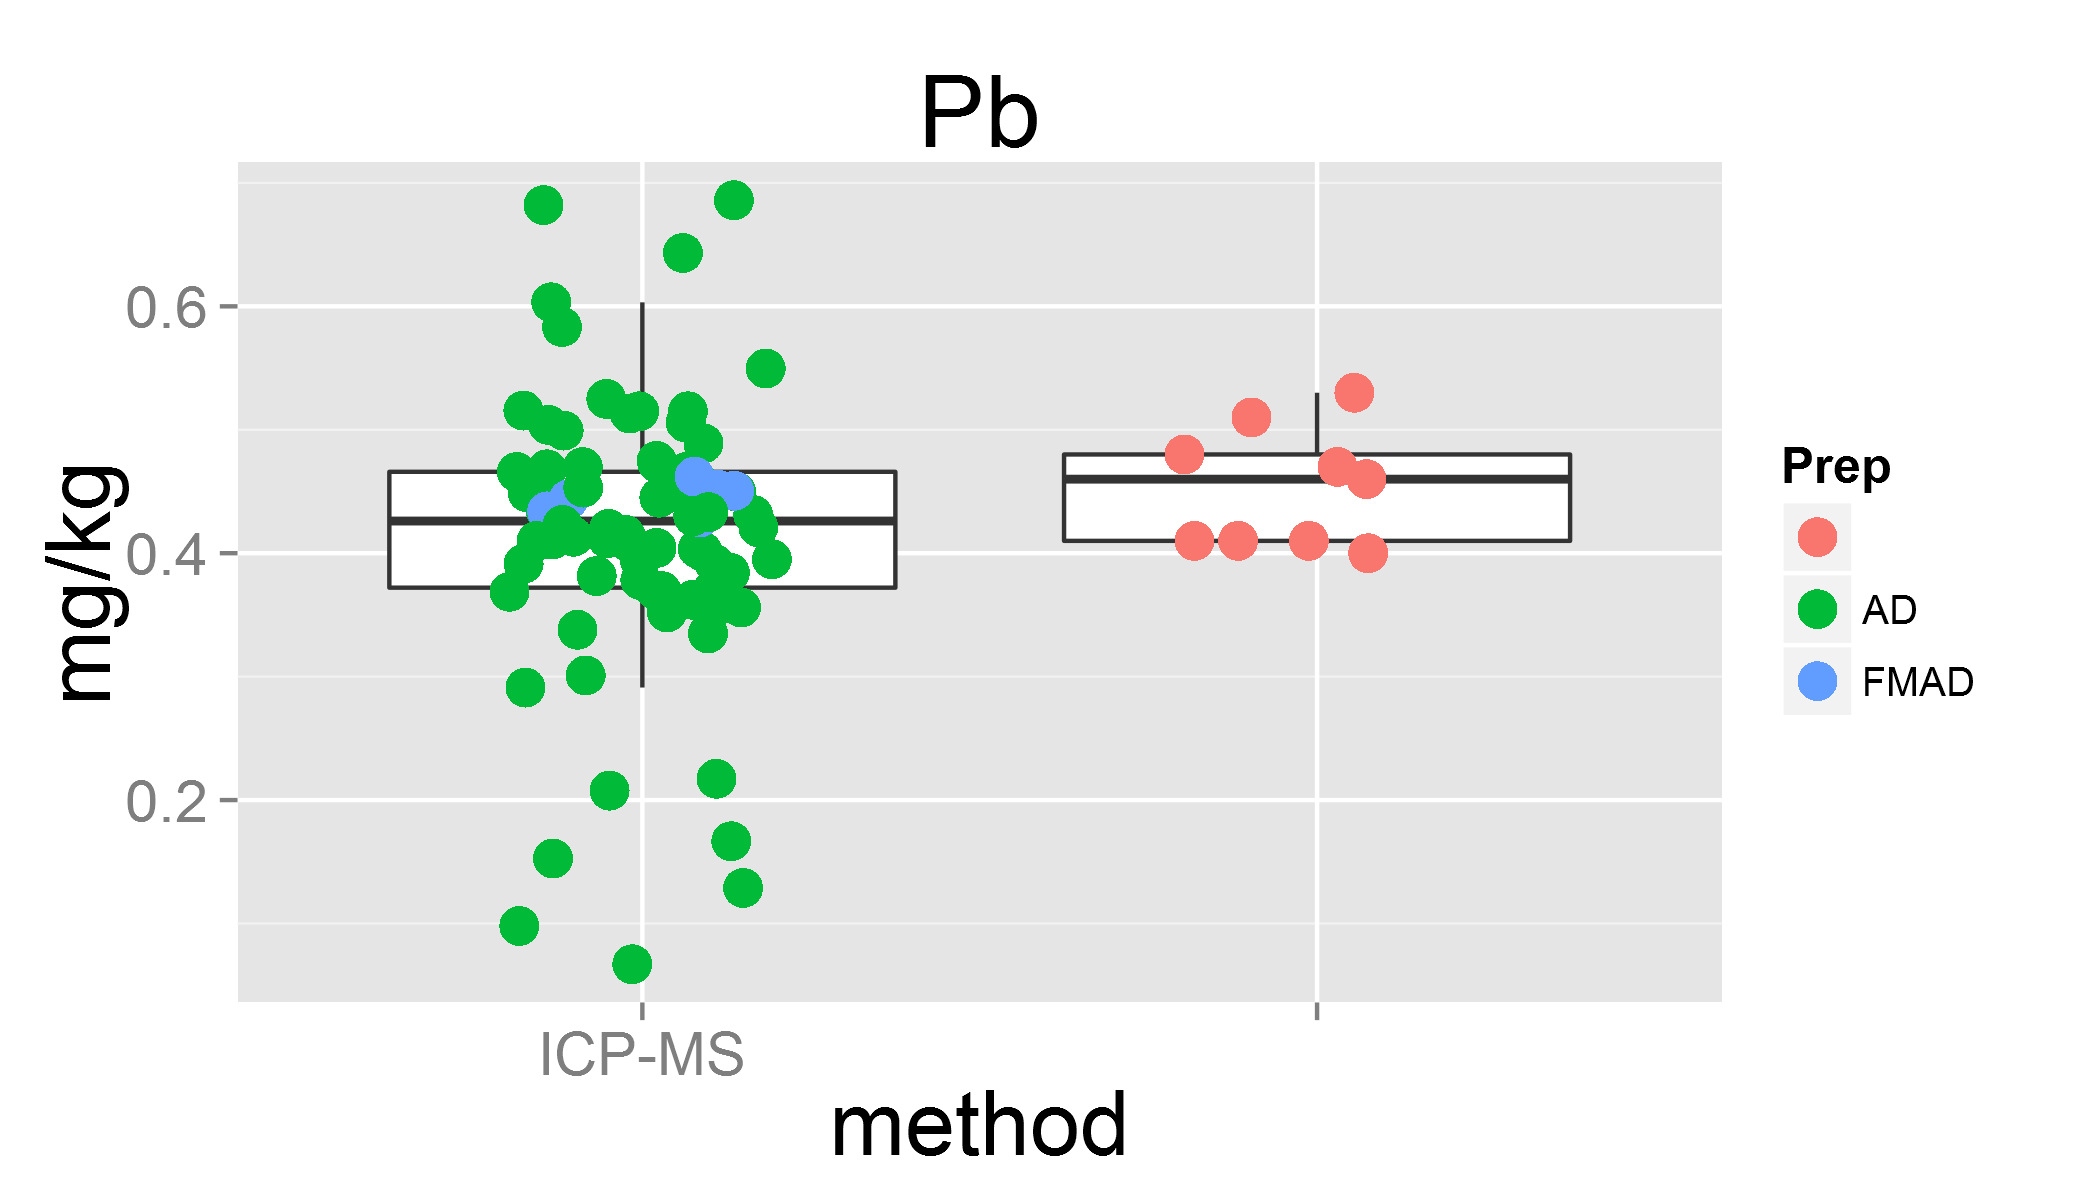 Pb
mg/kg
0.6
0.4
0.2
ICP-MS
method
Prep
AD
FMAD